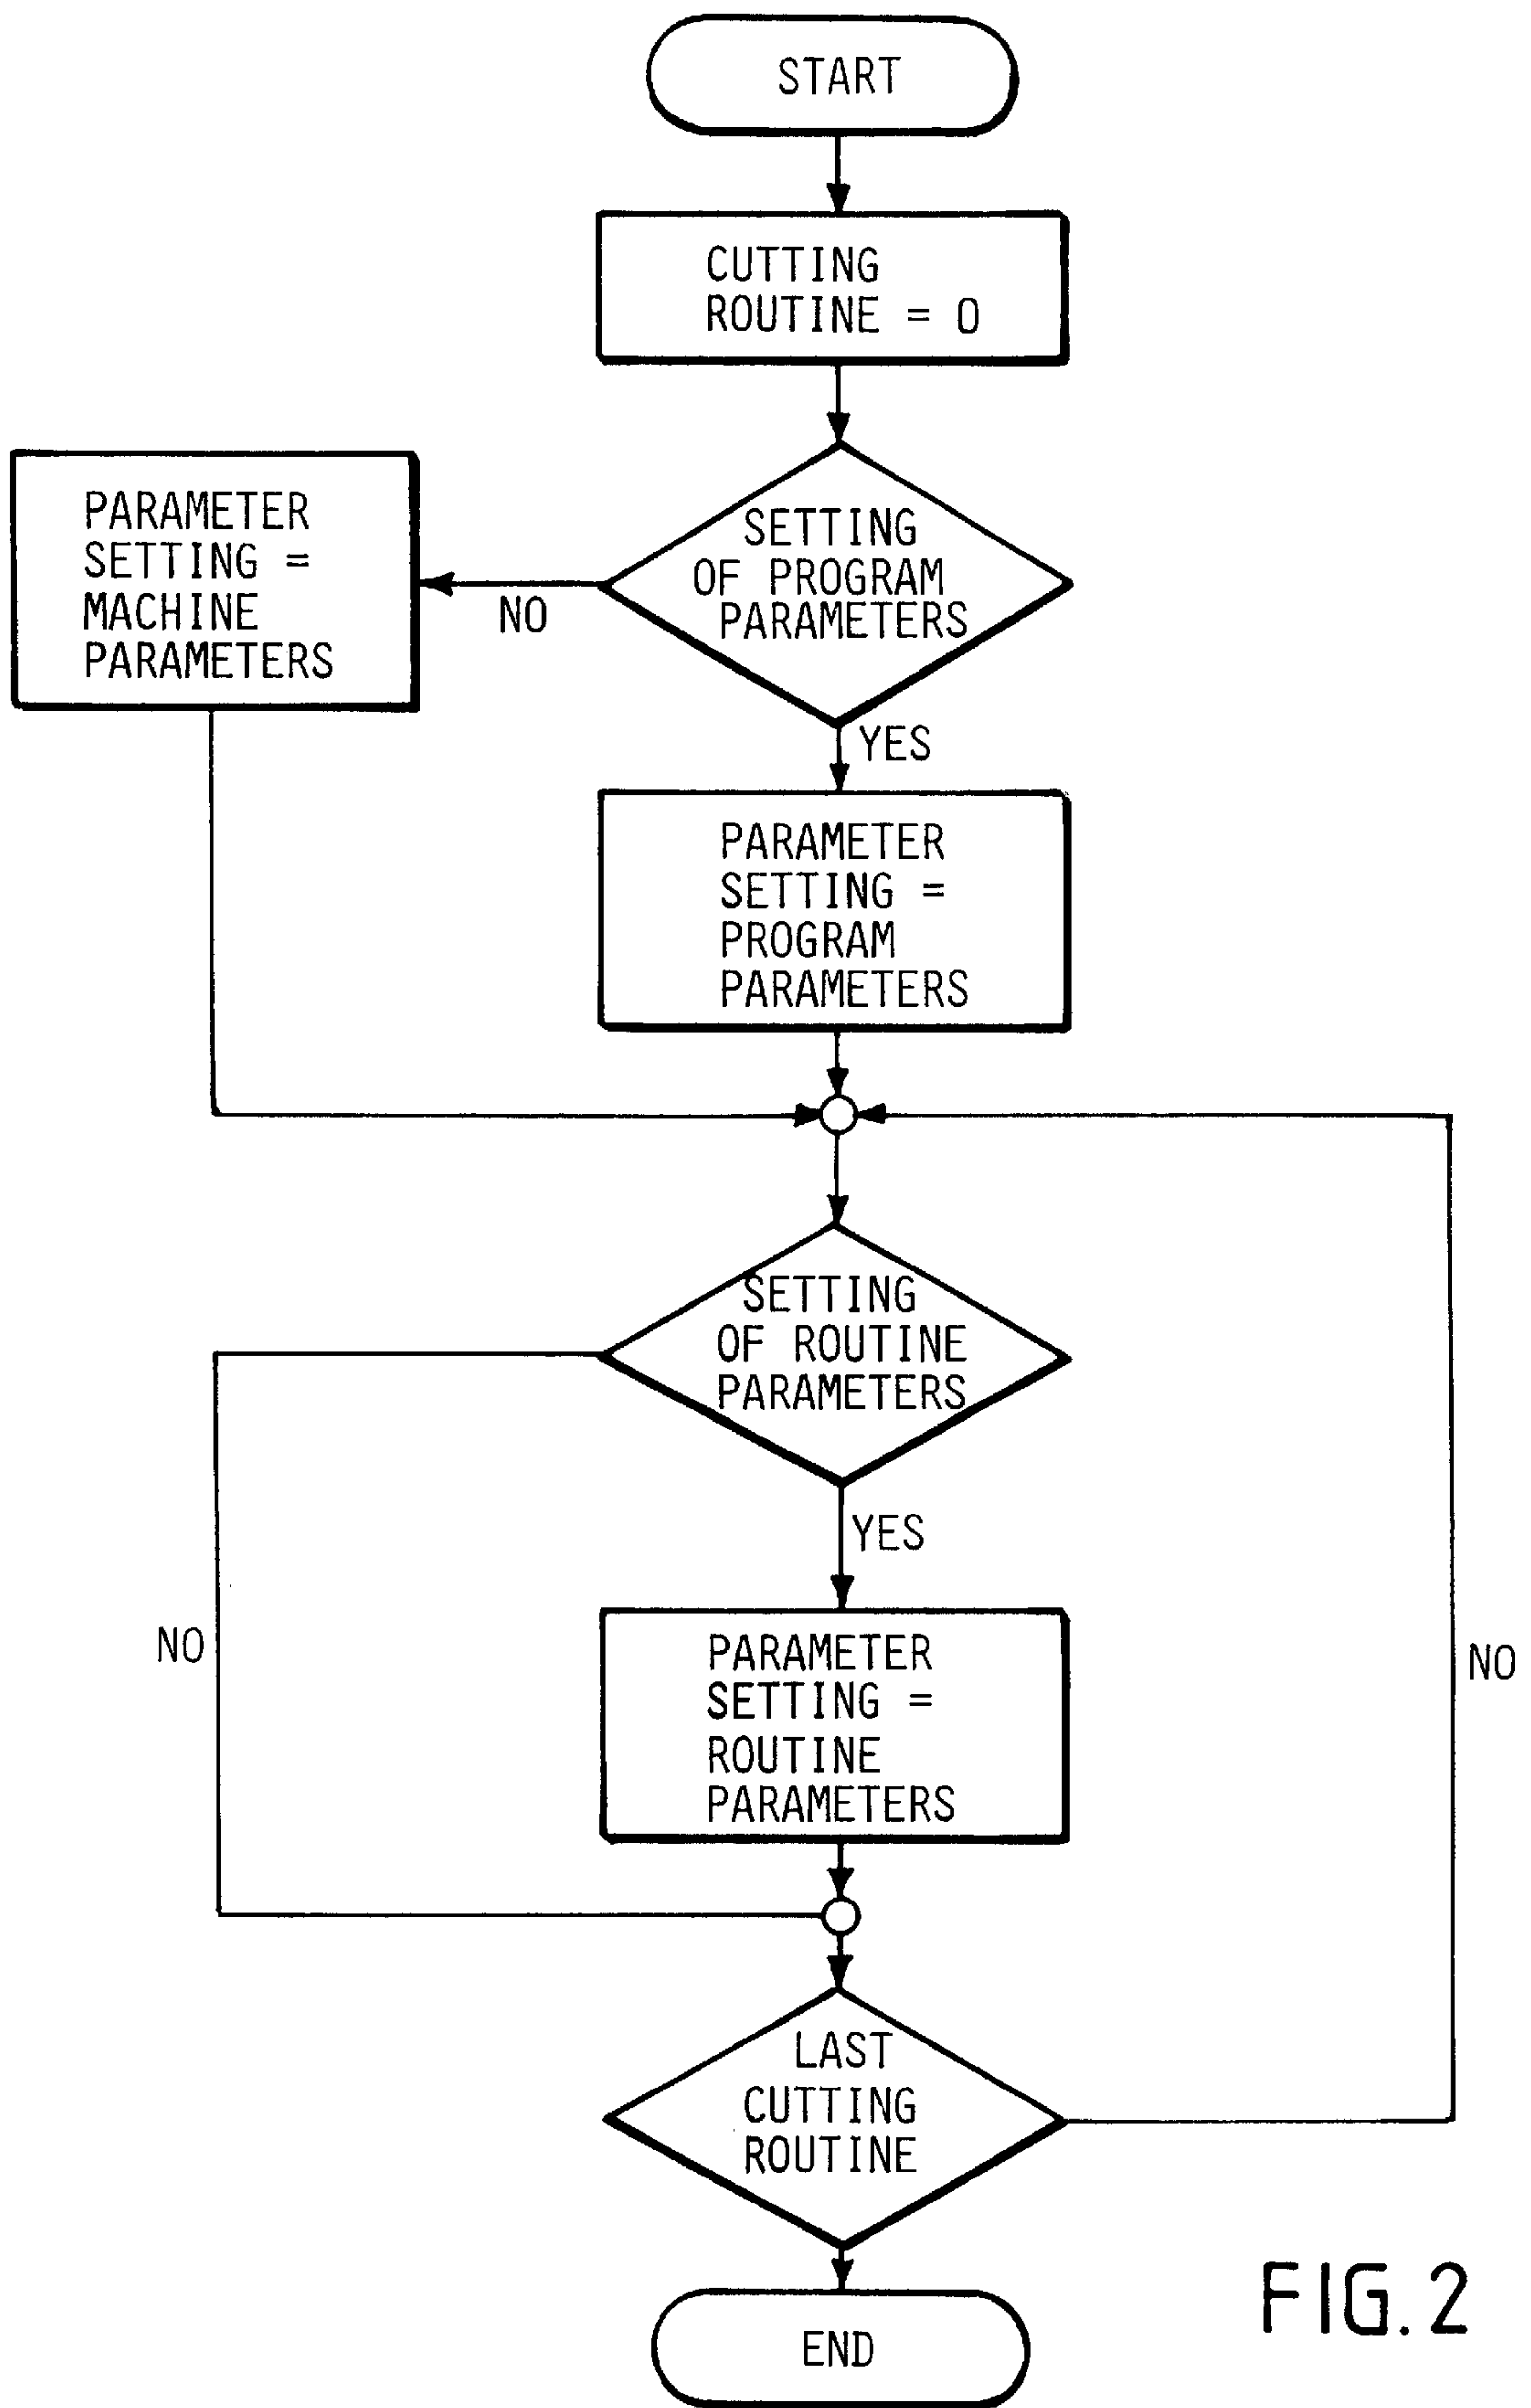 START
CUTTING
ROUTINE = 0
SETTING
OF PROGRAM
PARAMETERS
NO
PARAMETER
SETTING =
MACHINE
PARAMETERS
YES
PARAMETER
SETTING =
PROGRAM
PARAMETERS
SETTING
OF ROUTINE
PARAMETERS
YES
NO
PARAMETER
SETTING =
ROUTINE
PARAMETERS
NO
LAST
CUTTING
ROUTINE
END
FIG. 2